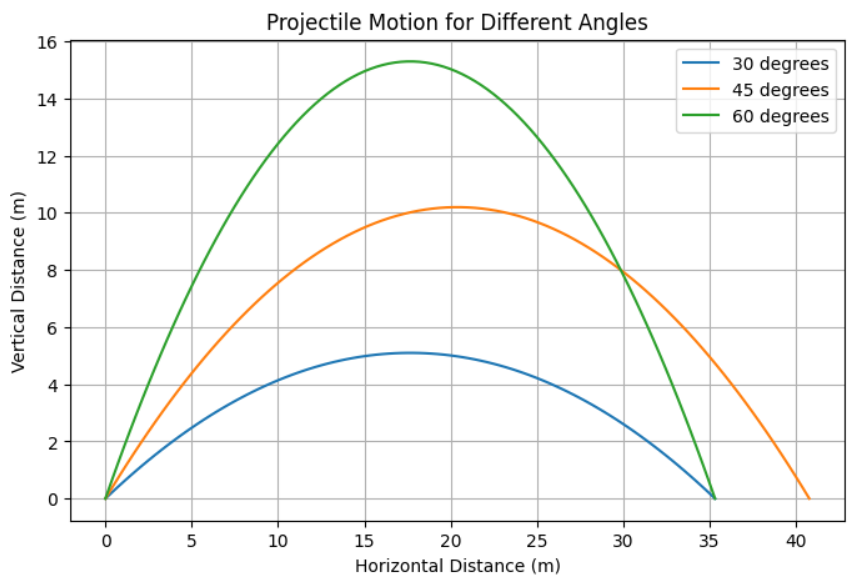 Projectile Motion for Different Angles
30 degrees
45 degrees
60 degrees
Vertical Distance (m)
16
14
12
10
8
6
4
2
0
0 5 10 15 20 25 30 35 40
Horizontal Distance (m)